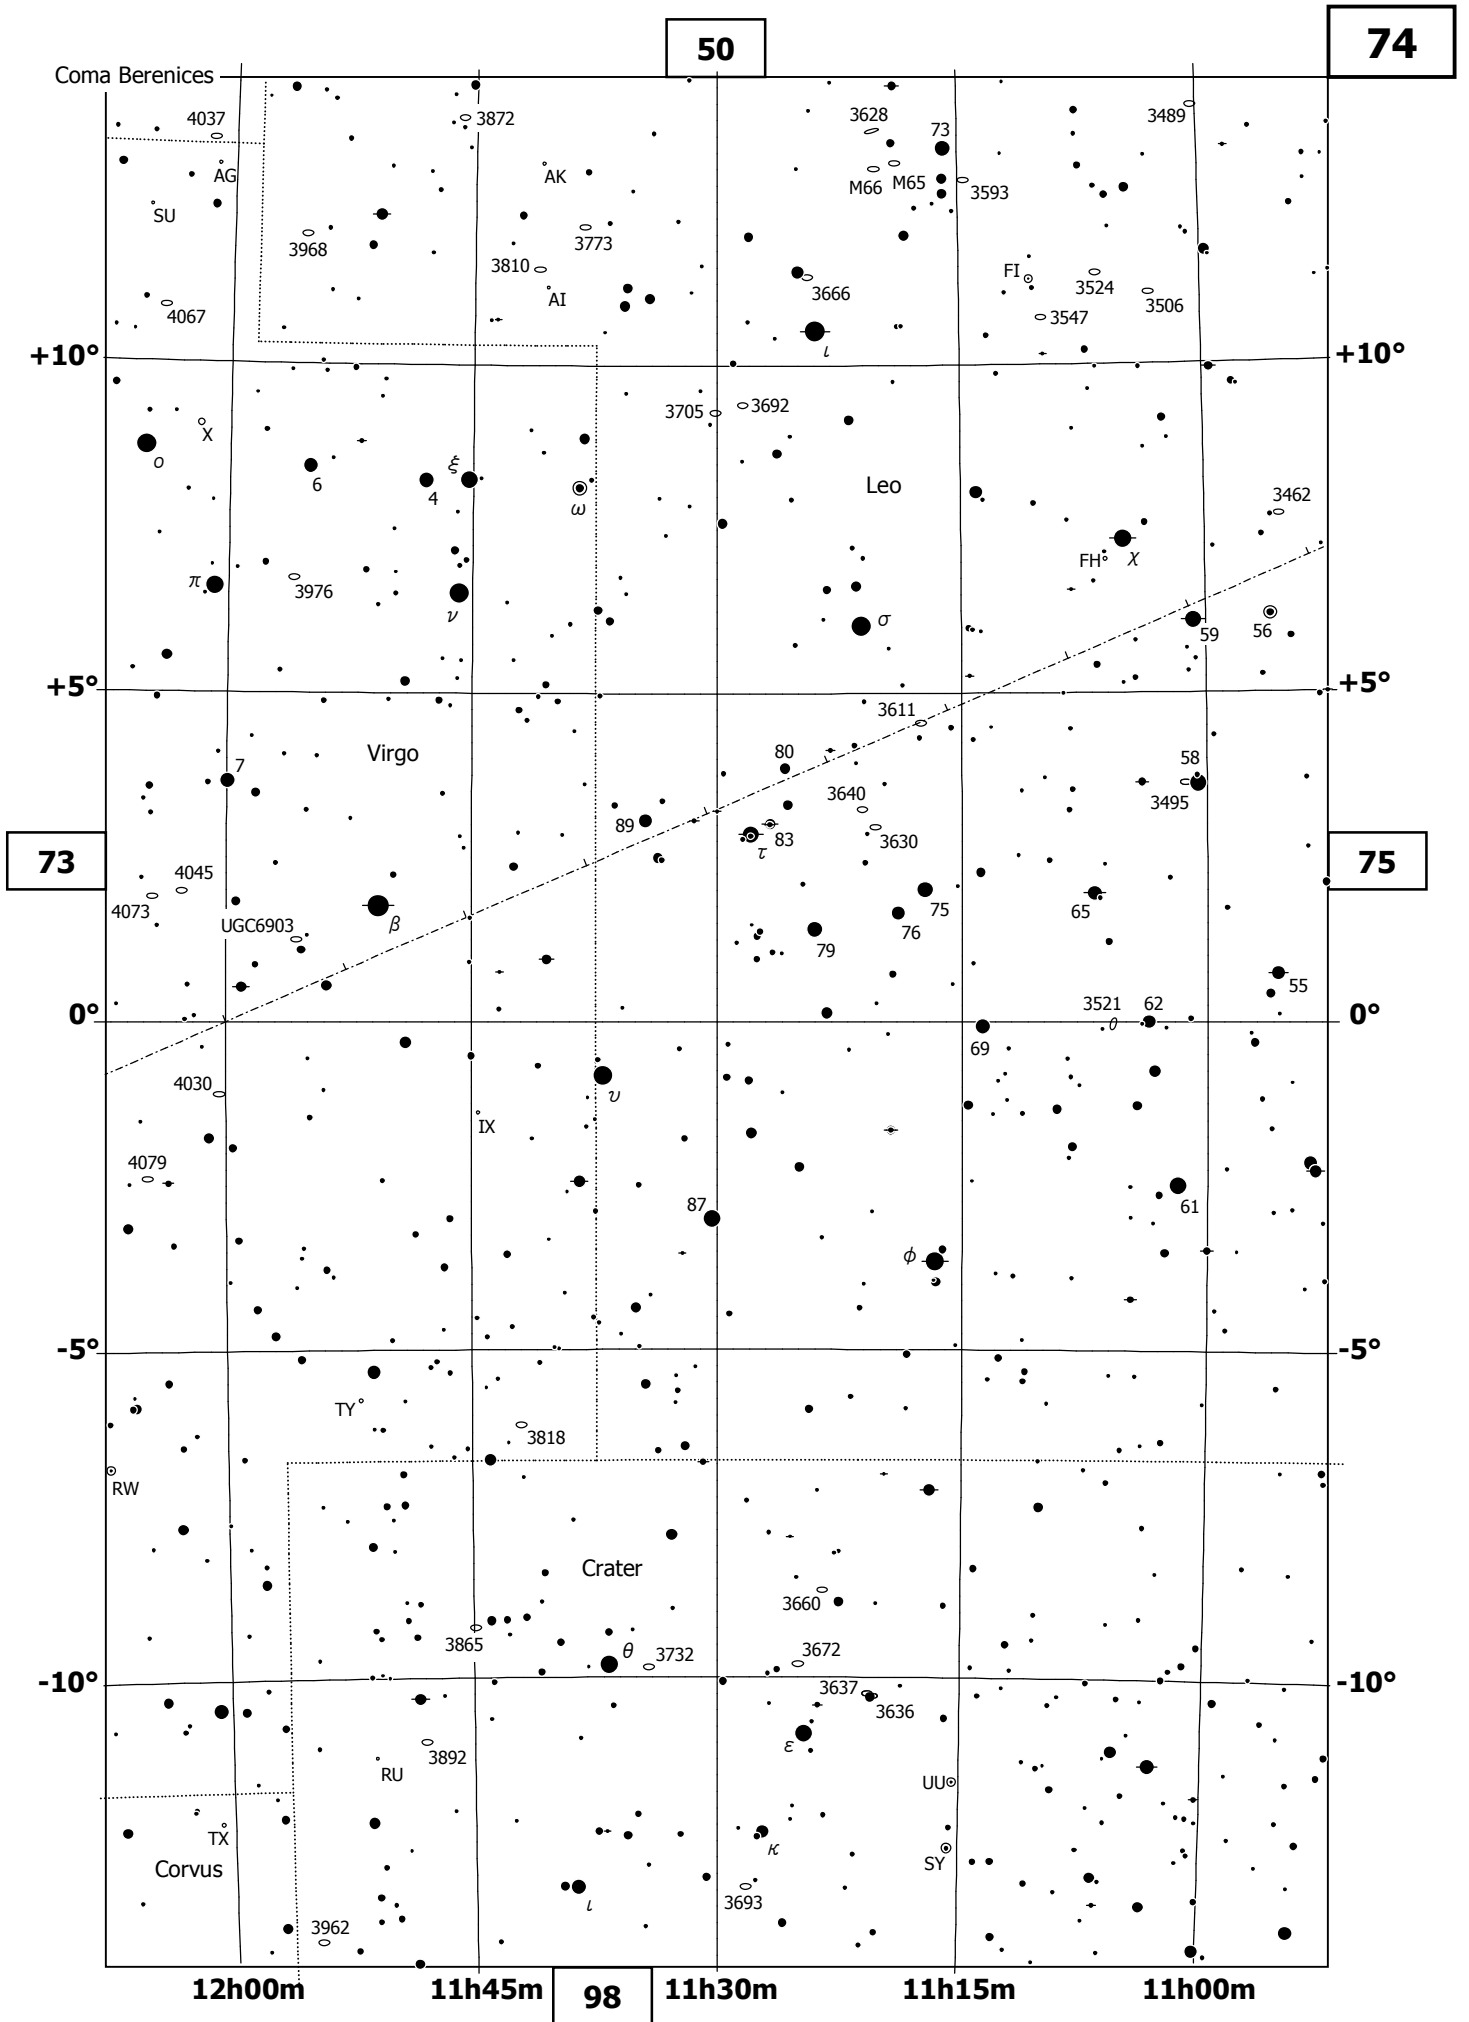 50
74
Coma Berenices
4037
3872
3628
73
3489
AG
AK
M66
M65
3593
SU
3968
3773
3810
AI
FI
3666
3524
3506
4067
3547
+10°
+10°
ι
3705
3692
X
ο
ξ
6
4
ω
Leo
3462
FH
χ
π
3976
ν
σ
59
56
+5°
+5°
3611
Virgo
80
58
7
3640
3495
89
τ
83
3630
73
75
4045
4073
β
UGC6903
75
76
79
65
55
3521
62
0°
0°
69
4030
υ
IX
4079
87
61
φ
-5°
-5°
TY
3818
RW
Crater
3660
3865
θ
3732
3672
-10°
-10°
3637
3636
ε
3892
RU
UU
TX
κ
SY
Corvus
ι
3693
3962
12h00m
11h45m
98
11h30m
11h15m
11h00m